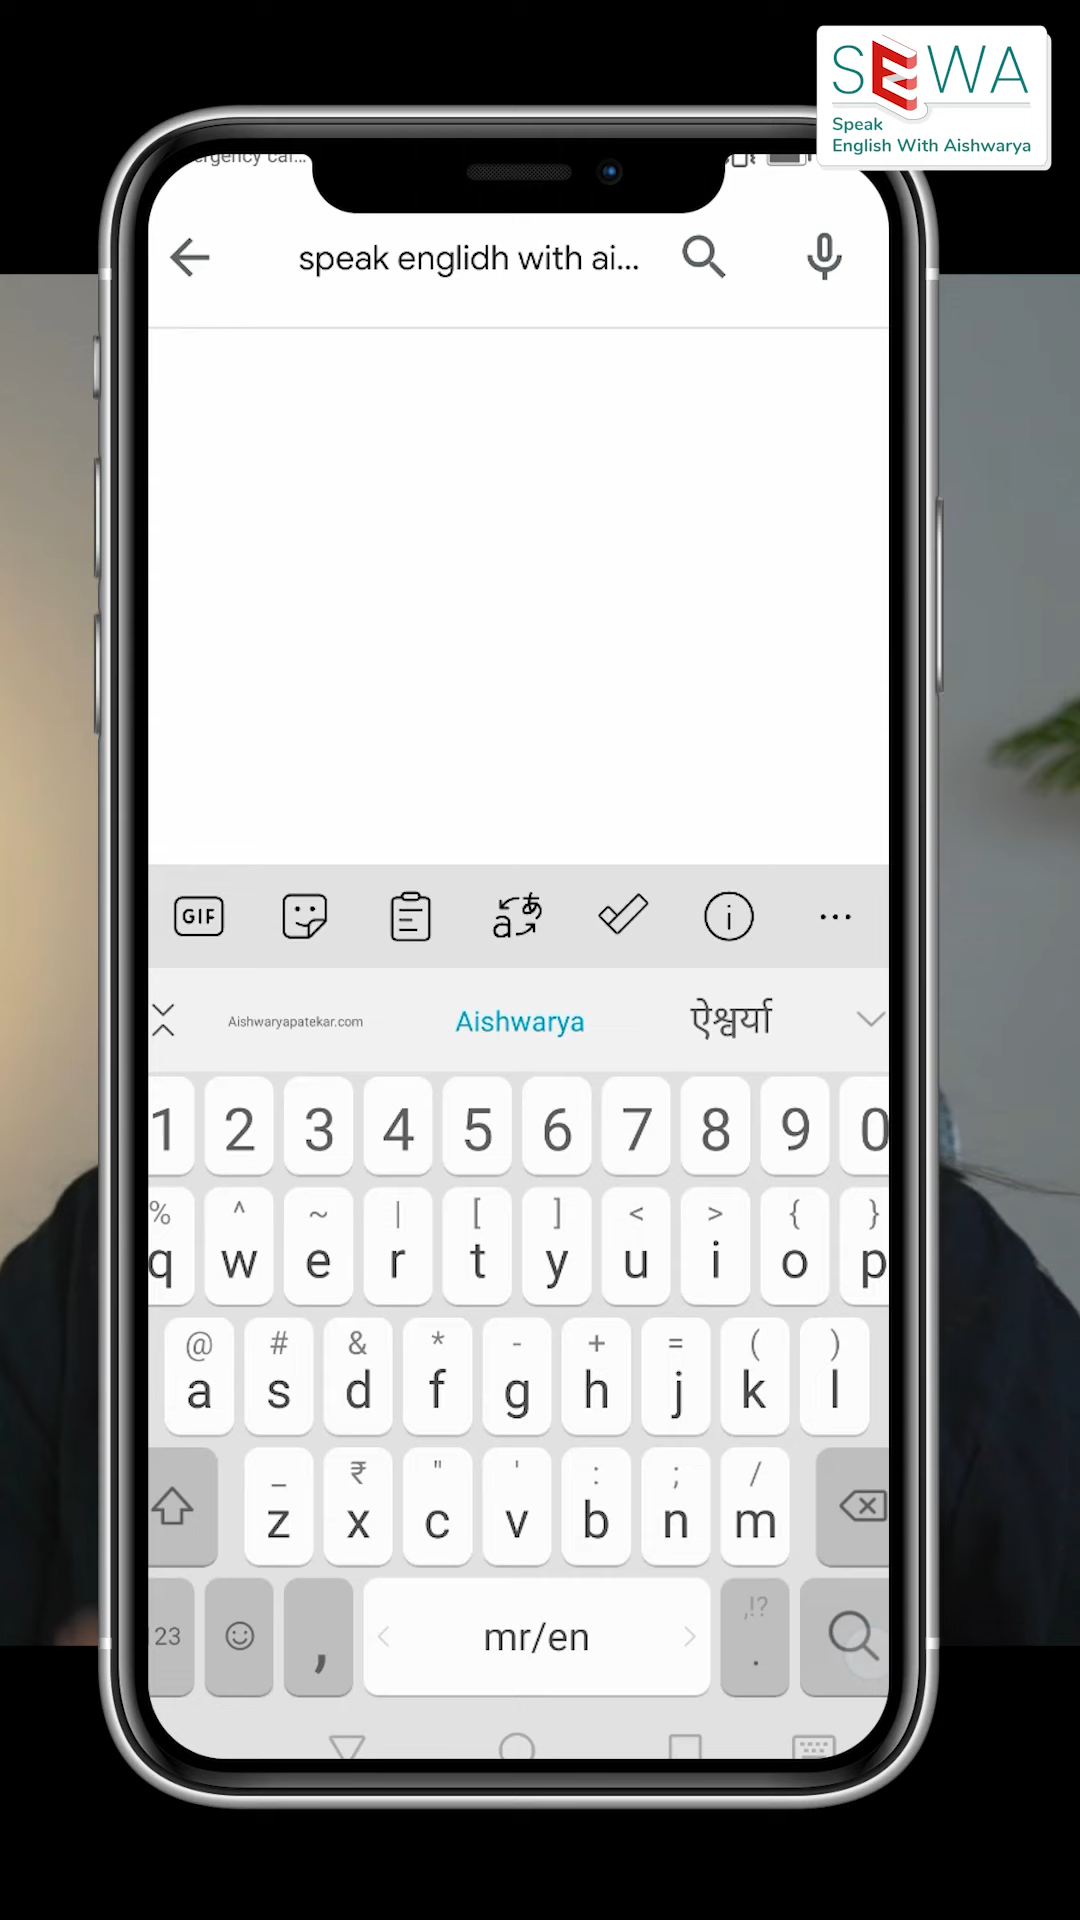 SEWA
Speak
English With Aishwarya
speak englidh with ai...
GIF
Aishwaryapatekar.com Aishwarya ऐश्वर्या
1 2 3 4 5 6 7 8 9 0
% ^ ~ | [ ] < > { }
q w e r t y u i o p
@ # & * - + = ( )
a s d f g h j k l
_ ₹ " ' : ; /
z x c v b n m
,!?
23 , mr/en .